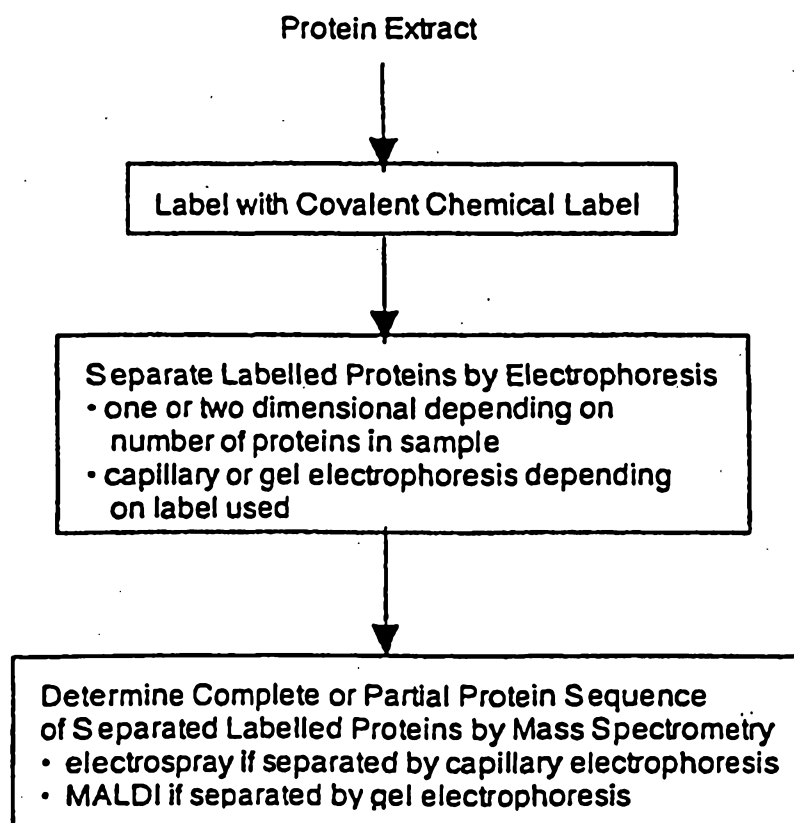 Protein Extract
Label with Covalent Chemical Label
Separate Labelled Proteins by Electrophoresis
• one or two dimensional depending on
number of proteins in sample
• capillary or gel electrophoresis depending
on label used
Determine Complete or Partial Protein Sequence
of Separated Labelled Proteins by Mass Spectrometry
• electrospray if separated by capillary electrophoresis
• MALDI if separated by gel electrophoresis